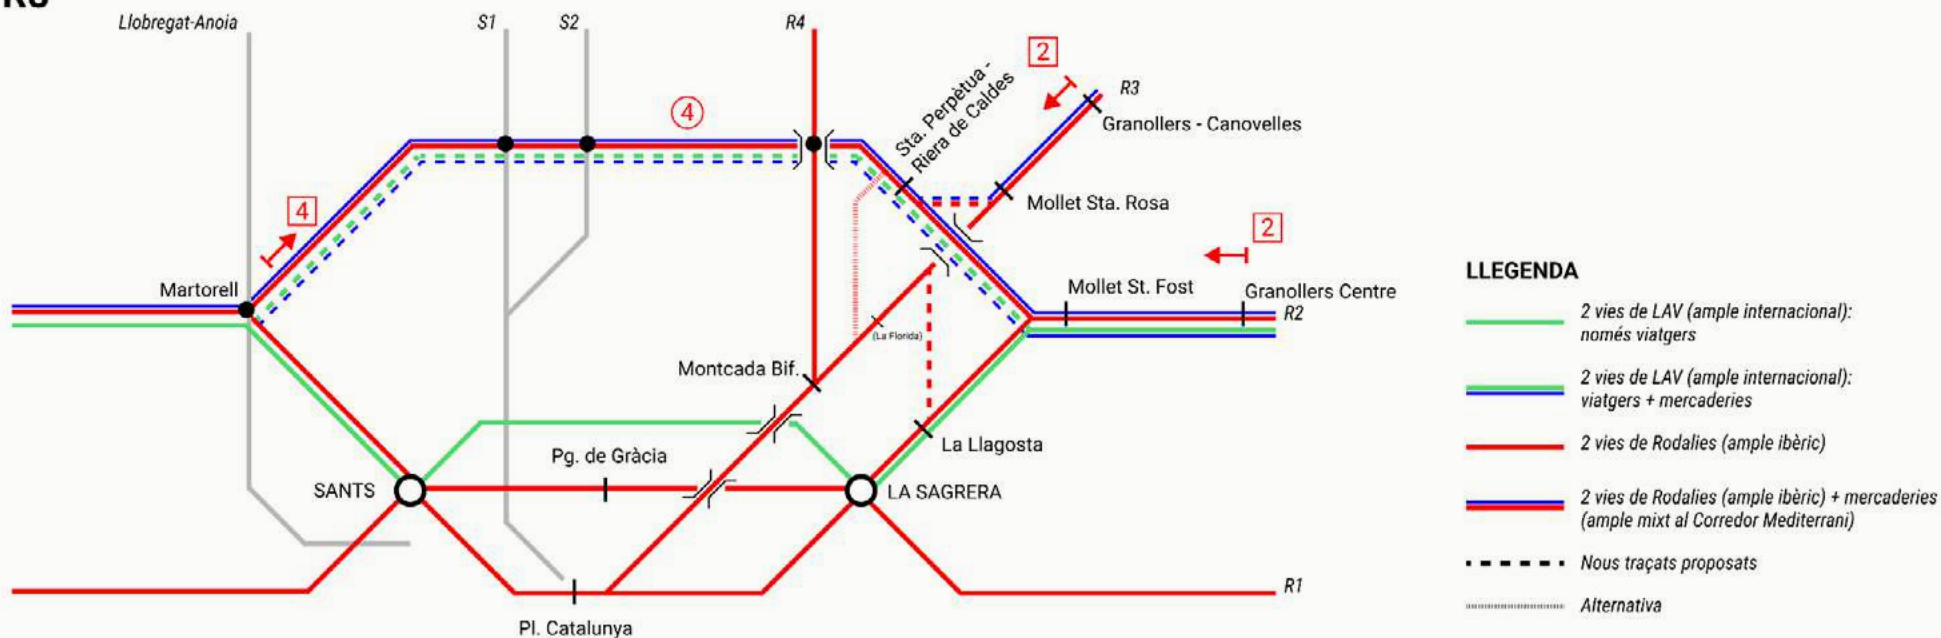 Llobregat-Anoia
S1
S2
R4
2
R3
Sta. Perpètua -
Riera de Caldes
Granollers - Canovelles
4
Mollet Sta. Rosa
4
2
Martorell
Mollet St. Fost
Granollers Centre
R2
(La Florida)
Montcada Bif.
La Llagosta
Pg. de Gràcia
SANTS
LA SAGRERA
R1
Pl. Catalunya
LLEGENDA
2 vies de LAV (ample internacional):
només viatgers
2 vies de LAV (ample internacional):
viatgers + mercaderies
2 vies de Rodalies (ample ibèric)
2 vies de Rodalies (ample ibèric) + mercaderies
(ample mixt al Corredor Mediterrani)
Nous traçats proposats
Alternativa